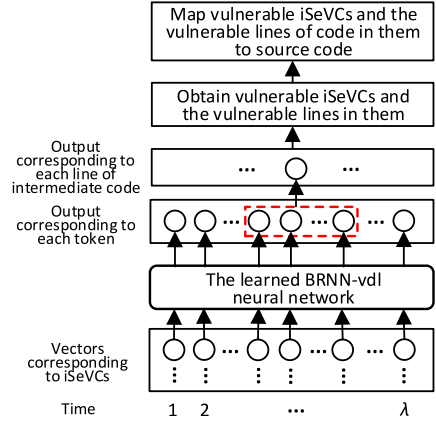 Map vulnerable iSeVCs and the
vulnerable lines of code in them
to source code
Obtain vulnerable iSeVCs and
the vulnerable lines in them
Output
corresponding to
each line of
intermediate code
... ...
Output
corresponding to
each token
... ... ...
The learned BRNN-vdl
neural network
Vectors
corresponding
to iSeVCs
... ... ...
Time 1 2 ... λ